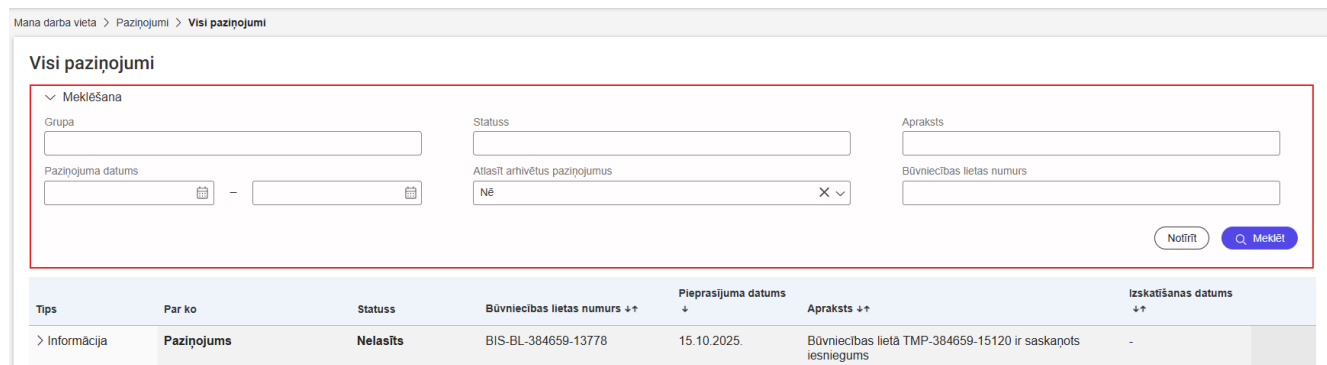 Mana darba vieta > Paziņojumi > Visi paziņojumi
Visi paziņojumi
Meklēšana
Grupa Statuss Apraksts
Paziņojuma datums Atlasīt arhivētus paziņojumus Būvniecības lietas numurs
– Nē
Notīrīt Meklēt
Pieprasījuma datums Izskatīšanas datums
Tips Par ko Statuss Būvniecības lietas numurs ↓↑ ↓ Apraksts ↓↑ ↓↑
> Informācija Paziņojums Nelasīts BIS-BL-384659-13778 15.10.2025. Būvniecības lietā TMP-384659-15120 ir saskaņots -
iesniegums